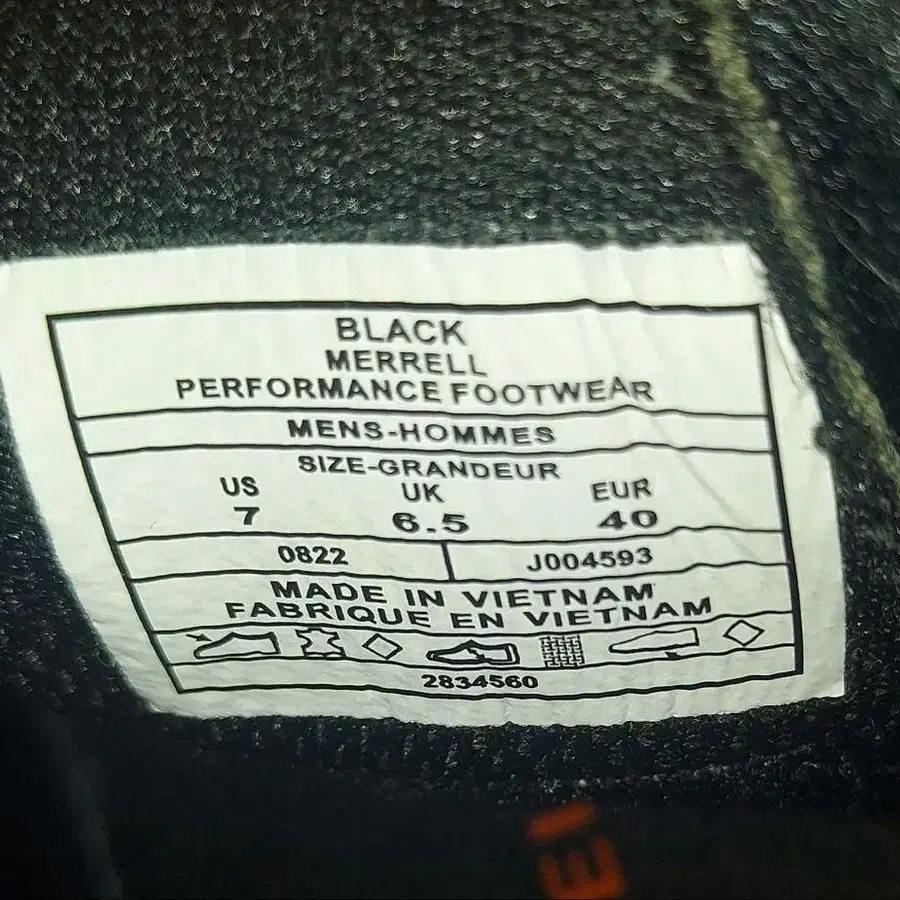 BLACK
MERRELL
PERFORMANCE FOOTWEAR
MENS-HOMMES
SIZE-GRANDEUR
US UK EUR
7 6.5 40
0822 J004593
MADE IN VIETNAM
FABRIQUE EN VIETNAM
2834560